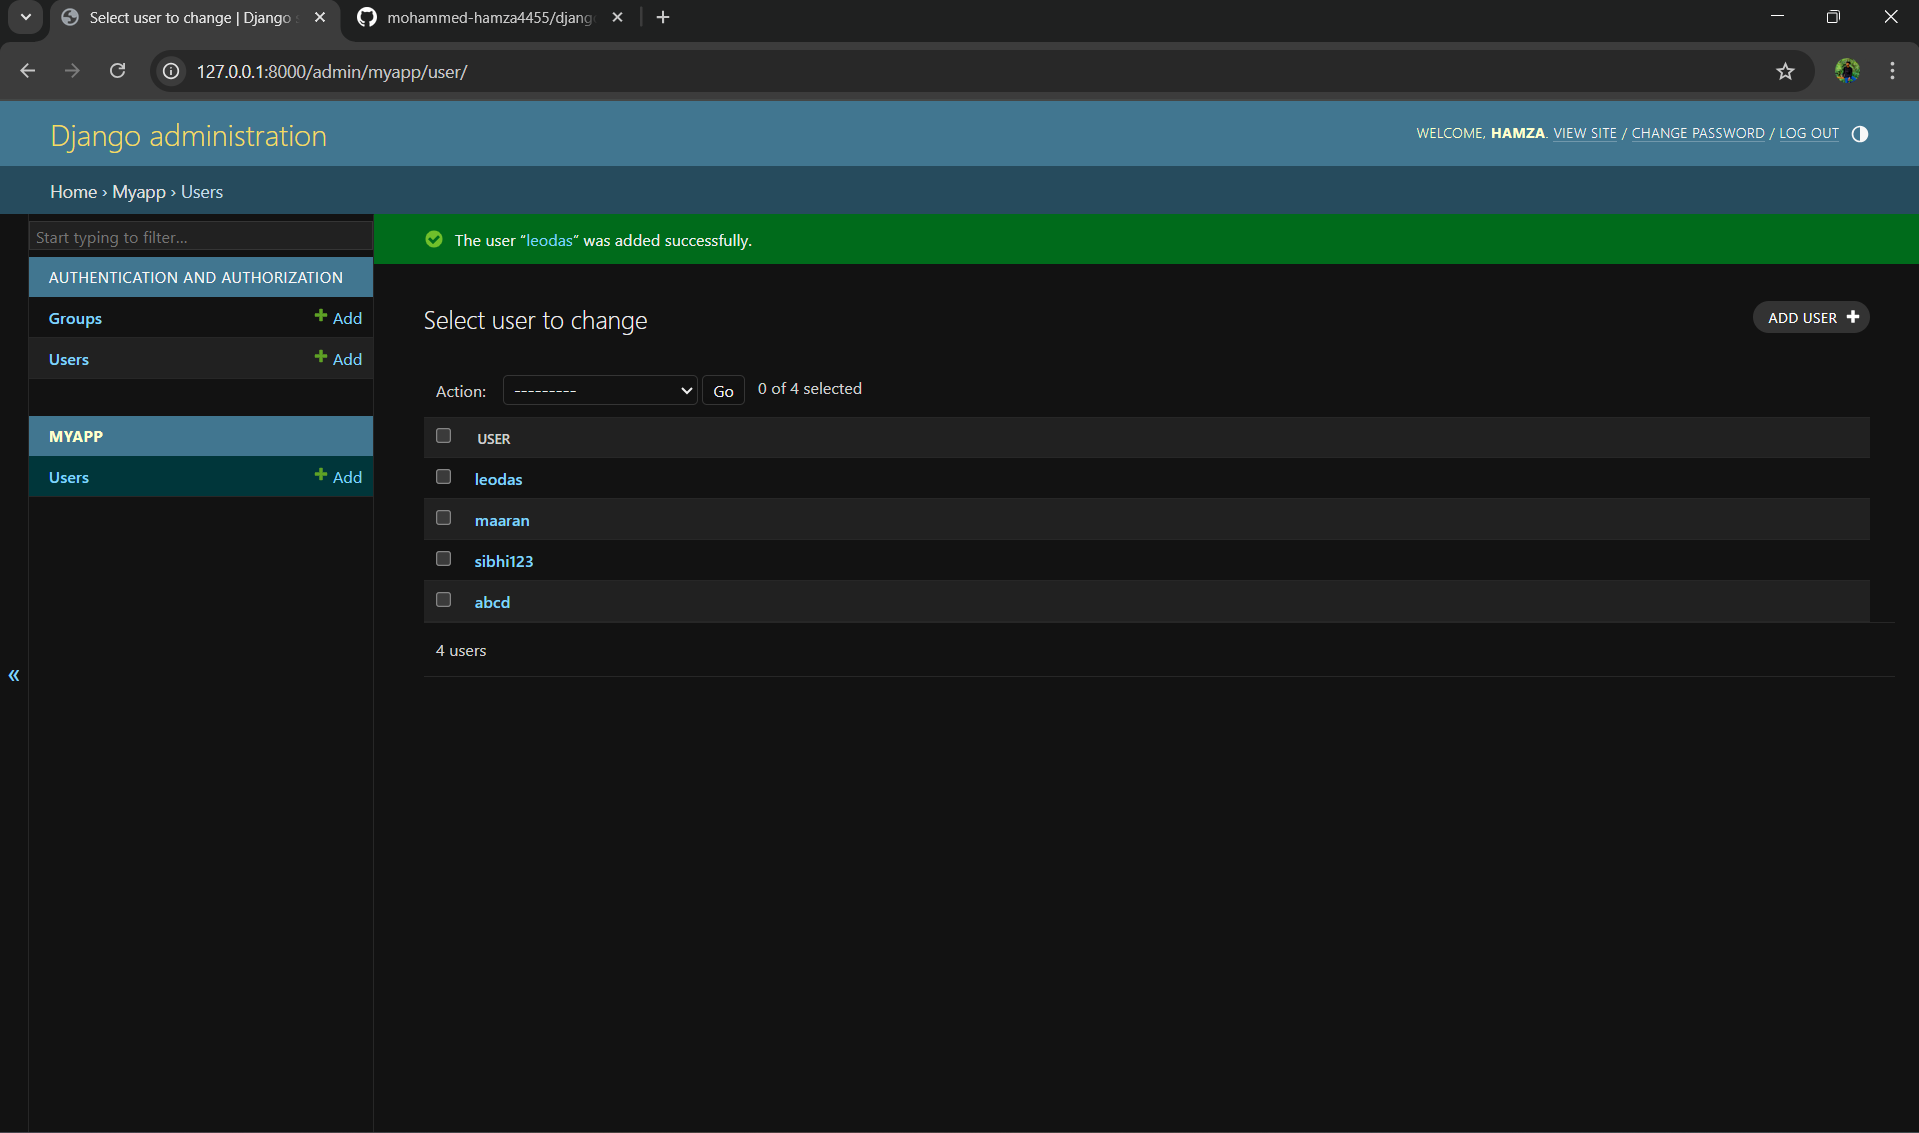 Select user to change | Django s
mohammed-hamza4455/djang
127.0.0.1:8000/admin/myapp/user/
Django administration
WELCOME, HAMZA. VIEW SITE / CHANGE PASSWORD / LOG OUT
Home › Myapp › Users
Start typing to filter...
The user “leodas” was added successfully.
AUTHENTICATION AND AUTHORIZATION
Groups + Add
Users + Add
MYAPP
Users + Add
«
Select user to change
ADD USER +
Action: --------- Go 0 of 4 selected
USER
leodas
maaran
sibhi123
abcd
4 users